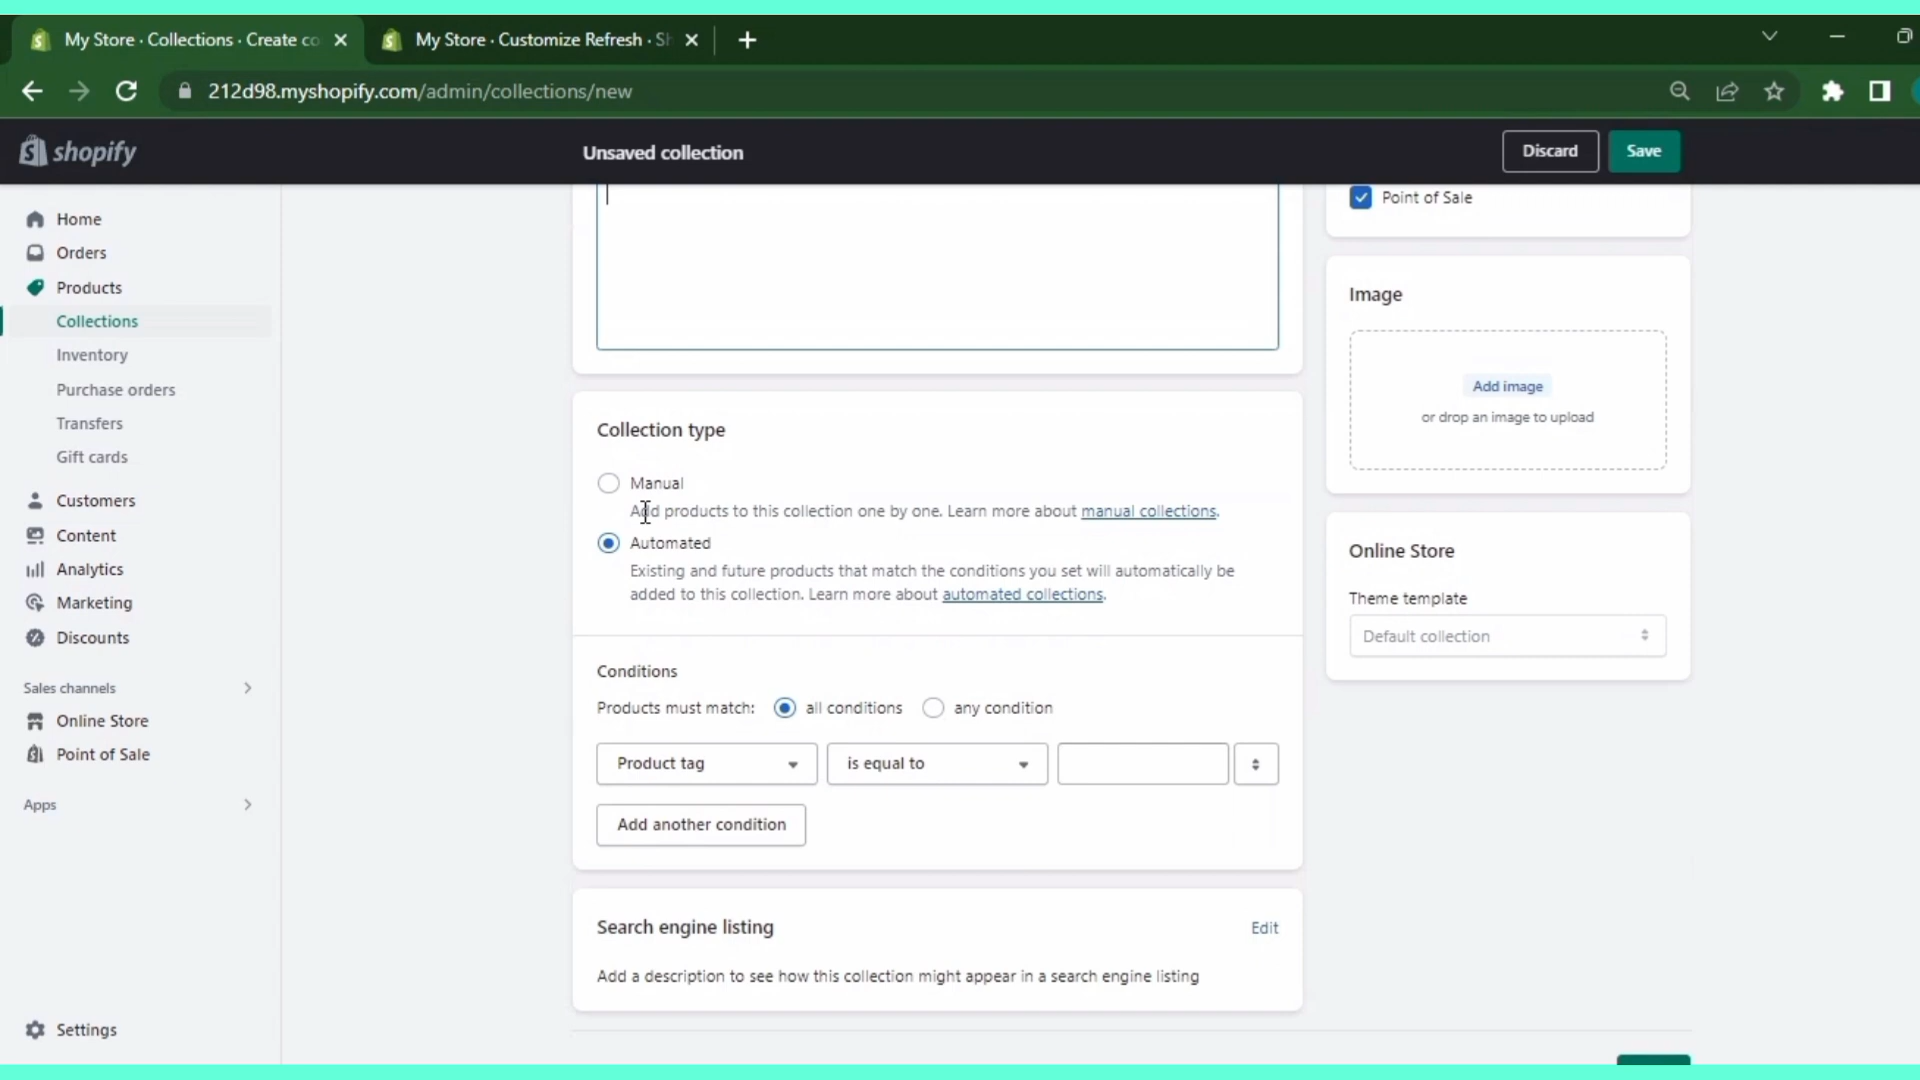 My Store · Collections · Create co
My Store · Customize Refresh · Sh
212d98.myshopify.com/admin/collections/new
shopify
Unsaved collection
Discard
Save
Home
Orders
Products
Collections
Inventory
Purchase orders
Transfers
Gift cards
Customers
Content
Analytics
Marketing
Discounts
Sales channels
Online Store
Point of Sale
Apps
Settings
Collection type
Manual
Add products to this collection one by one. Learn more about manual collections.
Automated
Existing and future products that match the conditions you set will automatically be
added to this collection. Learn more about automated collections.
Conditions
Products must match: all conditions any condition
Product tag is equal to
Add another condition
Search engine listing
Edit
Add a description to see how this collection might appear in a search engine listing
Point of Sale
Image
Add image
or drop an image to upload
Online Store
Theme template
Default collection